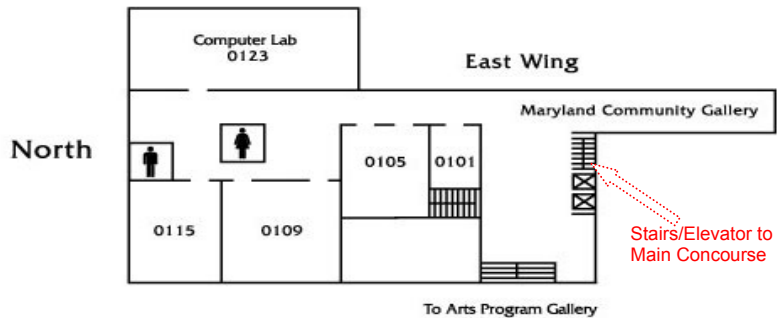 Computer Lab
0123
East Wing
Maryland Community Gallery
North
0105
0101
0115
0109
Stairs/Elevator to
Main Concourse
To Arts Program Gallery